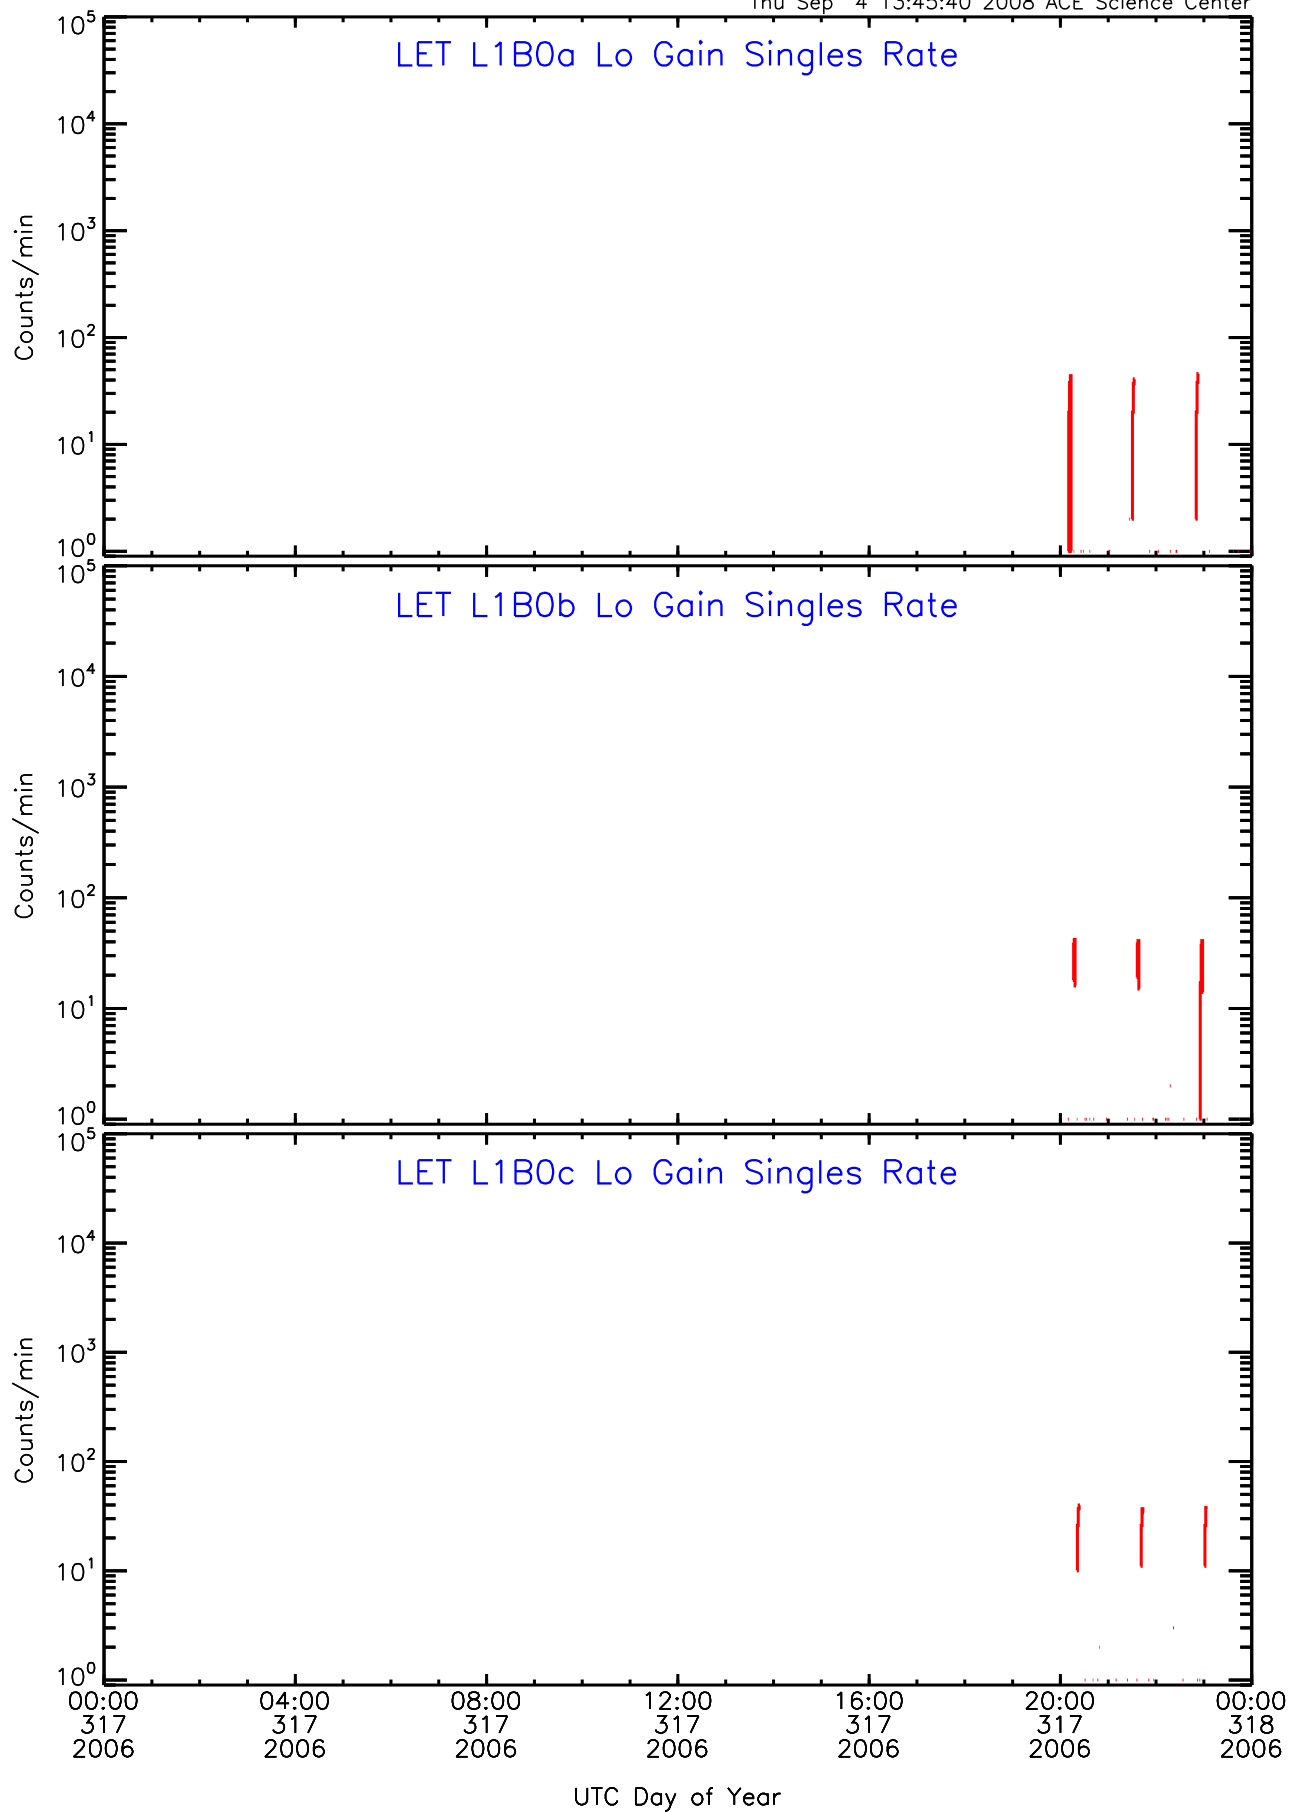 Thu Sep 4 13:45:40 2008 ACE Science Center
LET L1B0a Lo Gain Singles Rate
10^5
10^4
10^3
10^2
10^1
10^0
Counts/min
LET L1B0b Lo Gain Singles Rate
10^5
10^4
10^3
10^2
10^1
10^0
Counts/min
LET L1B0c Lo Gain Singles Rate
10^5
10^4
10^3
10^2
10^1
10^0
Counts/min
00:00 04:00 08:00 12:00 16:00 20:00 00:00
317 317 317 317 317 317 318
2006 2006 2006 2006 2006 2006 2006
UTC Day of Year